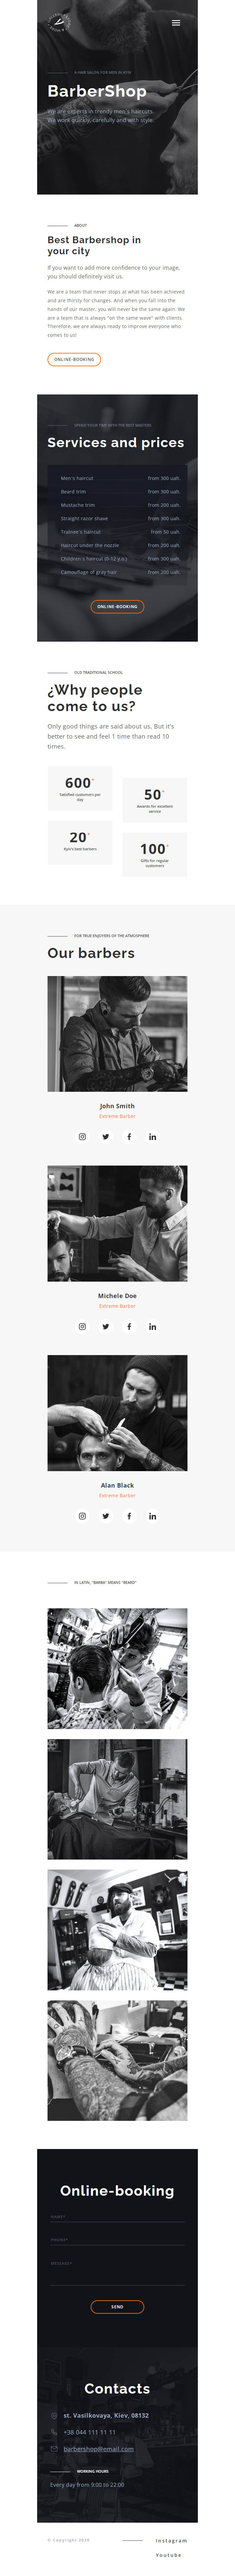 A HAIR SALON FOR MEN IN KYIV
BarberShop
We are experts in trendy men's haircuts.
We work quickly, carefully and with style.
ABOUT
Best Barbershop in
your city
If you want to add more confidence to your image,
you should definitely visit us.
We are a team that never stops at what has been achieved
and are thirsty for changes. And when you fall into the
hands of our master, you will never be the same again. We
are a team that is always "on the same wave" with clients.
Therefore, we are always ready to improve everyone who
comes to us!
ONLINE-BOOKING
SPEND YOUR TIME WITH THE BEST MASTERS
Services and prices
Men's haircut from 300 uah.
Beard trim from 300 uah.
Mustache trim from 200 uah.
Straight razor shave from 300 uah.
Trainee's haircut from 50 uah.
Haircut under the nozzle from 200 uah.
Children's haircut (0-12 y.o.) from 300 uah.
Camouflage of gray hair from 200 uah.
ONLINE-BOOKING
OLD TRADITIONAL SCHOOL
¿Why people
come to us?
Only good things are said about us. But it's
better to see and feel 1 time than read 10
times.
600+
Satisfied customers per
day
50+
Awards for excellent
service
20+
Kyiv's best barbers
100+
Gifts for regular
customers
FOR TRUE ENJOYERS OF THE ATMOSPHERE
Our barbers
John Smith
Extreme Barber
Michele Doe
Extreme Barber
Alan Black
Extreme Barber
IN LATIN, "BARBA" MEANS "BEARD"
Online-booking
NAME*
PHONE*
MESSAGE*
SEND
Contacts
st. Vasilkovaya, Kiev, 08132
+38 044 111 11 11
barbershop@email.com
WORKING HOURS
Every day from 9:00 to 22:00
© Copyright 2020
Instagram
Youtube